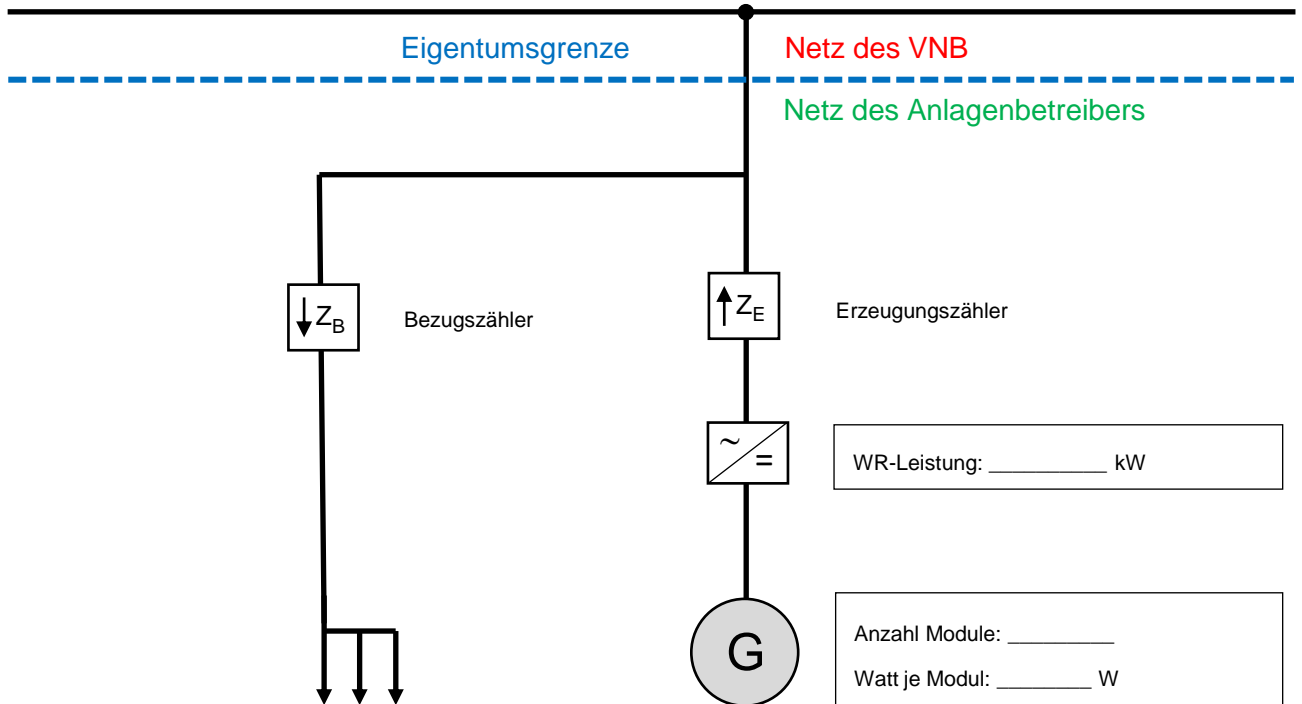 Eigentumsgrenze
Netz des VNB
Netz des Anlagenbetreibers
Z_B
Bezugszähler
Z_E
Erzeugungszähler
~
=
WR-Leistung: __________ kW
G
Anzahl Module: _________
Watt je Modul: ________ W